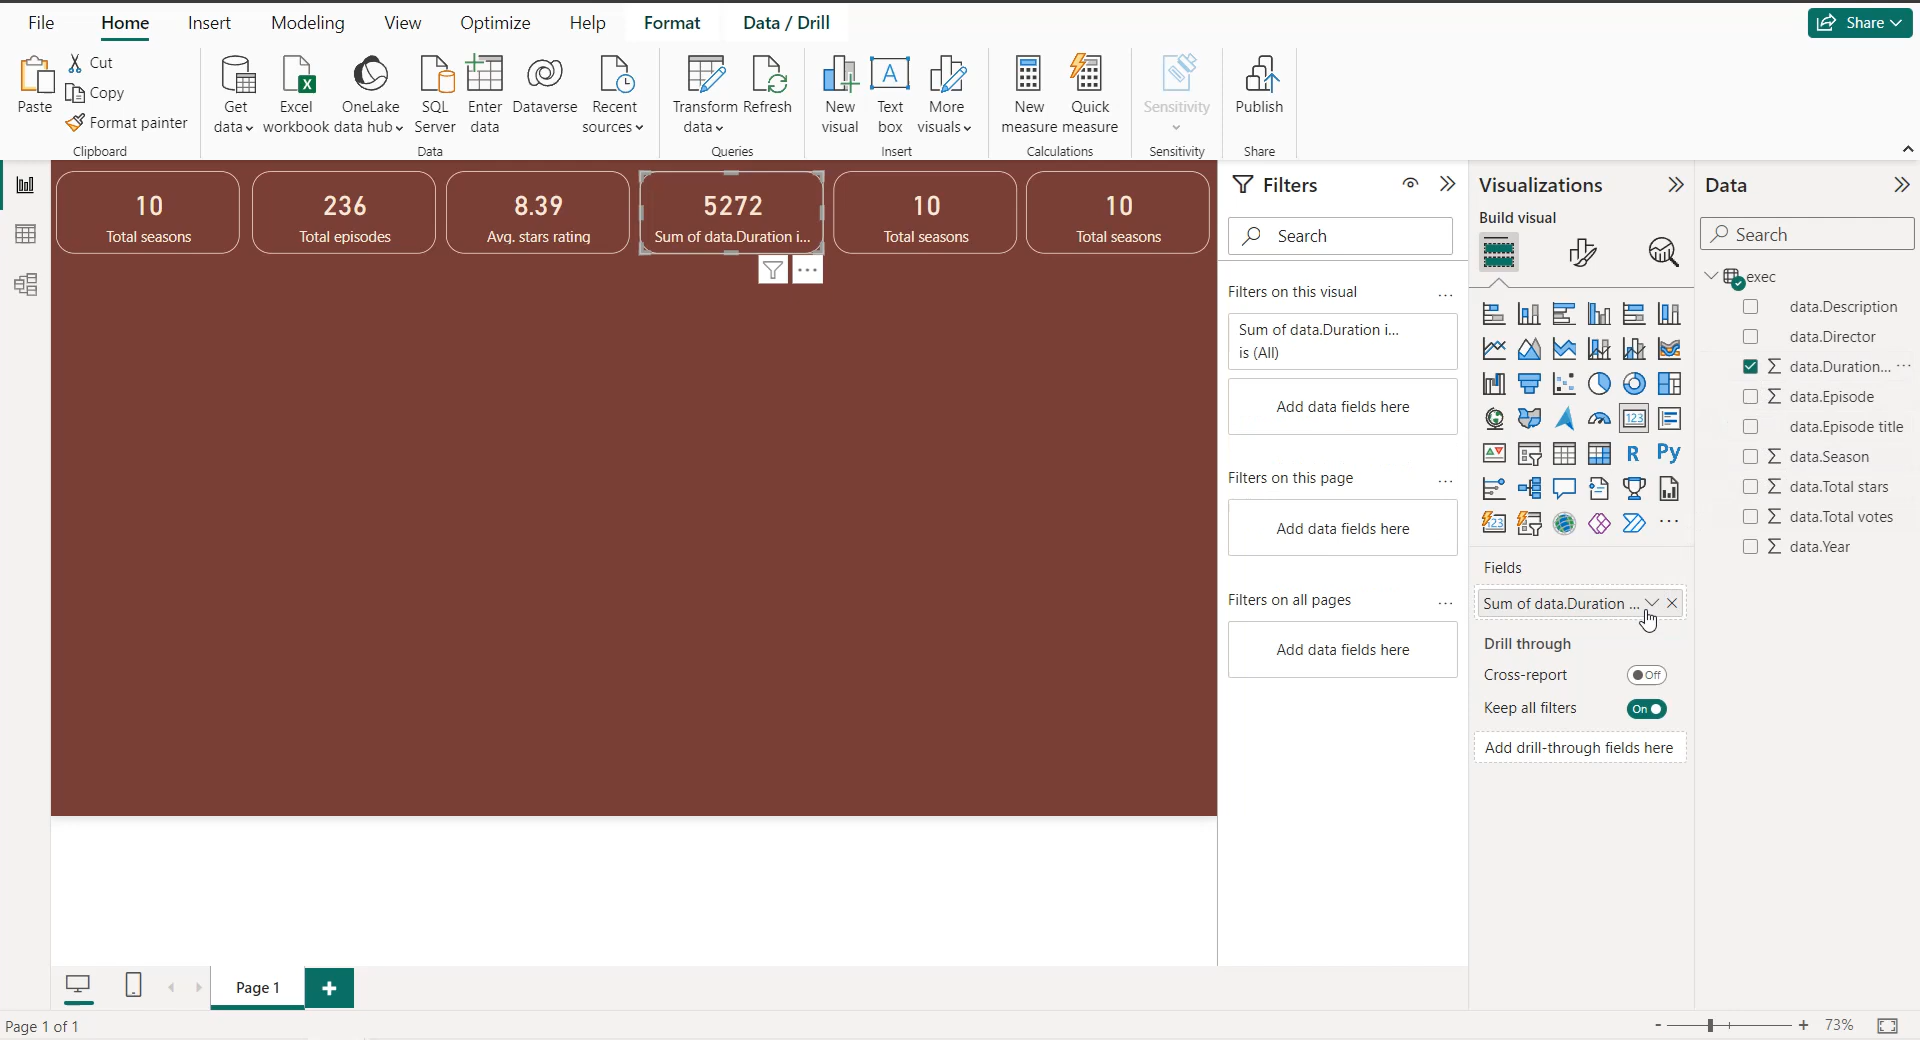 File Home Insert Modeling View Optimize Help Format Data / Drill
Share
Paste
Cut
Copy
Format painter
Clipboard
Get data
Excel workbook
OneLake data hub
SQL Server
Enter data
Dataverse
Recent sources
Data
Transform data
Refresh
Queries
New visual
A
Text box
More visuals
Insert
New measure
Quick measure
Calculations
Sensitivity
Sensitivity
Publish
Share
10
Total seasons
236
Total episodes
8.39
Avg. stars rating
5272
Sum of data.Duration i...
10
Total seasons
10
Total seasons
Filters
Search
Filters on this visual
Sum of data.Duration i...
is (All)
Add data fields here
Filters on this page
Add data fields here
Filters on all pages
Add data fields here
Visualizations
Build visual
123
R Py
123
Fields
Sum of data.Duration ...
Drill through
Cross-report Off
Keep all filters On
Add drill-through fields here
Data
Search
exec
data.Description
data.Director
data.Duration...
data.Episode
data.Episode title
data.Season
data.Total stars
data.Total votes
data.Year
Page 1
Page 1 of 1
- + 73%